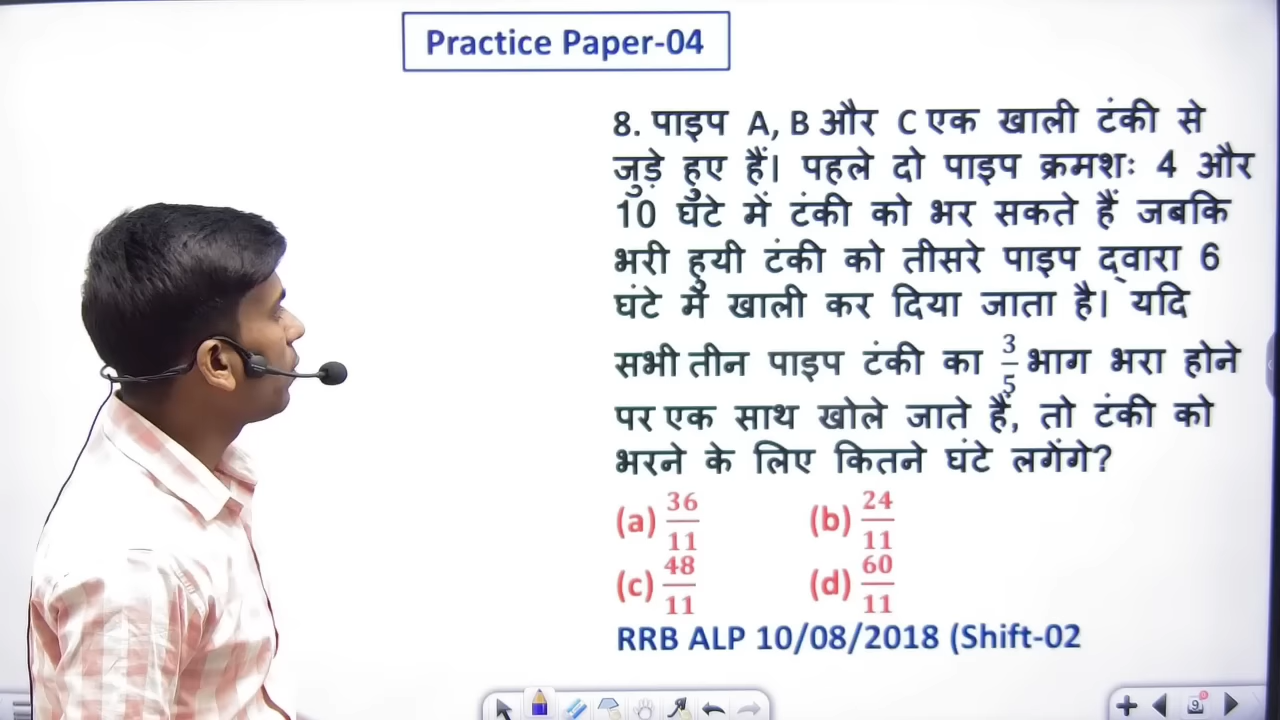 Practice Paper-04
8. पाइप A, B और C एक खाली टंकी से
जुड़े हुए हैं। पहले दो पाइप क्रमशः 4 और
10 घंटे में टंकी को भर सकते हैं जबकि
भरी हुयी टंकी को तीसरे पाइप द्वारा 6
घंटे में खाली कर दिया जाता है। यदि
सभी तीन पाइप टंकी का 3/5 भाग भरा होने
पर एक साथ खोले जाते हैं, तो टंकी को
भरने के लिए कितने घंटे लगेंगे?
(a) 36/11 (b) 24/11
(c) 48/11 (d) 60/11
RRB ALP 10/08/2018 (Shift-02
9